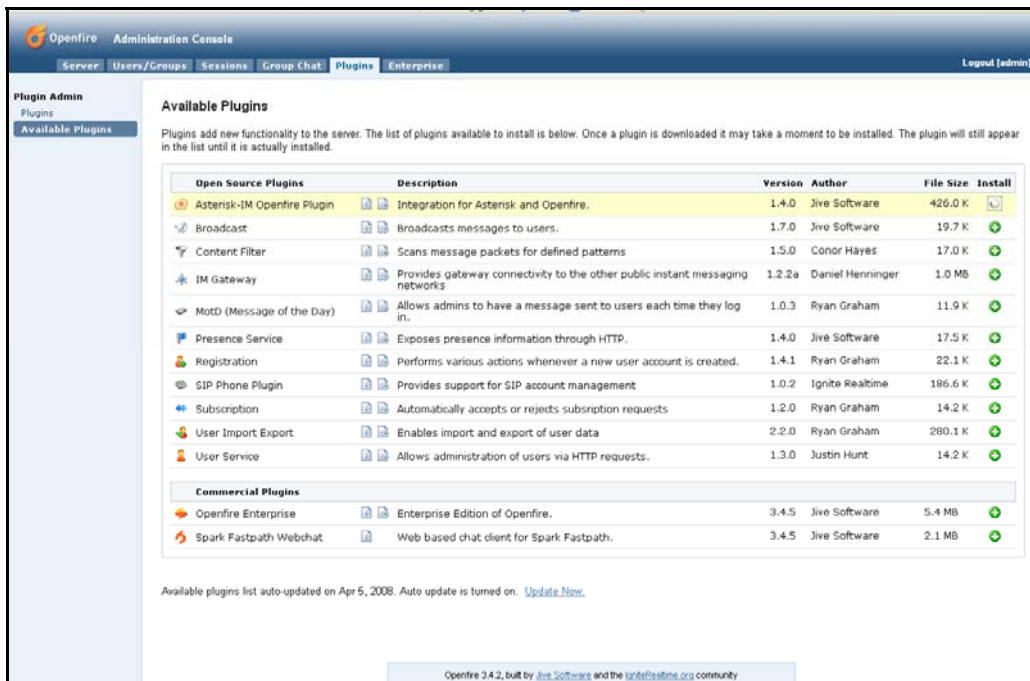 Openfire Administration Console
Server Users/Groups Sessions Group Chat Plugins Enterprise
Logout [admin]
Plugin Admin
Plugins
Available Plugins
Available Plugins
Plugins add new functionality to the server. The list of plugins available to install is below. Once a plugin is downloaded it may take a moment to be installed. The plugin will still appear
in the list until it is actually installed.
Open Source Plugins Description Version Author File Size Install
Asterisk-IM Openfire Plugin Integration for Asterisk and Openfire. 1.4.0 Jive Software 426.0 K
Broadcast Broadcasts messages to users. 1.7.0 Jive Software 19.7 K
Content Filter Scans message packets for defined patterns 1.5.0 Conor Hayes 17.0 K
IM Gateway Provides gateway connectivity to the other public instant messaging
networks 1.2.2a Daniel Henninger 1.0 MB
MotD (Message of the Day) Allows admins to have a message sent to users each time they log
in. 1.0.3 Ryan Graham 11.9 K
Presence Service Exposes presence information through HTTP. 1.4.0 Jive Software 17.5 K
Registration Performs various actions whenever a new user account is created. 1.4.1 Ryan Graham 22.1 K
SIP Phone Plugin Provides support for SIP account management 1.0.2 Ignite Realtime 186.6 K
Subscription Automatically accepts or rejects subsription requests 1.2.0 Ryan Graham 14.2 K
User Import Export Enables import and export of user data 2.2.0 Ryan Graham 280.1 K
User Service Allows administration of users via HTTP requests. 1.3.0 Justin Hunt 14.2 K
Commercial Plugins
Openfire Enterprise Enterprise Edition of Openfire. 3.4.5 Jive Software 5.4 MB
Spark Fastpath Webchat Web based chat client for Spark Fastpath. 3.4.5 Jive Software 2.1 MB
Available plugins list auto-updated on Apr 5, 2008. Auto update is turned on. Update Now.
Openfire 3.4.2, built by Jive Software and the IgniteRealtime.org community